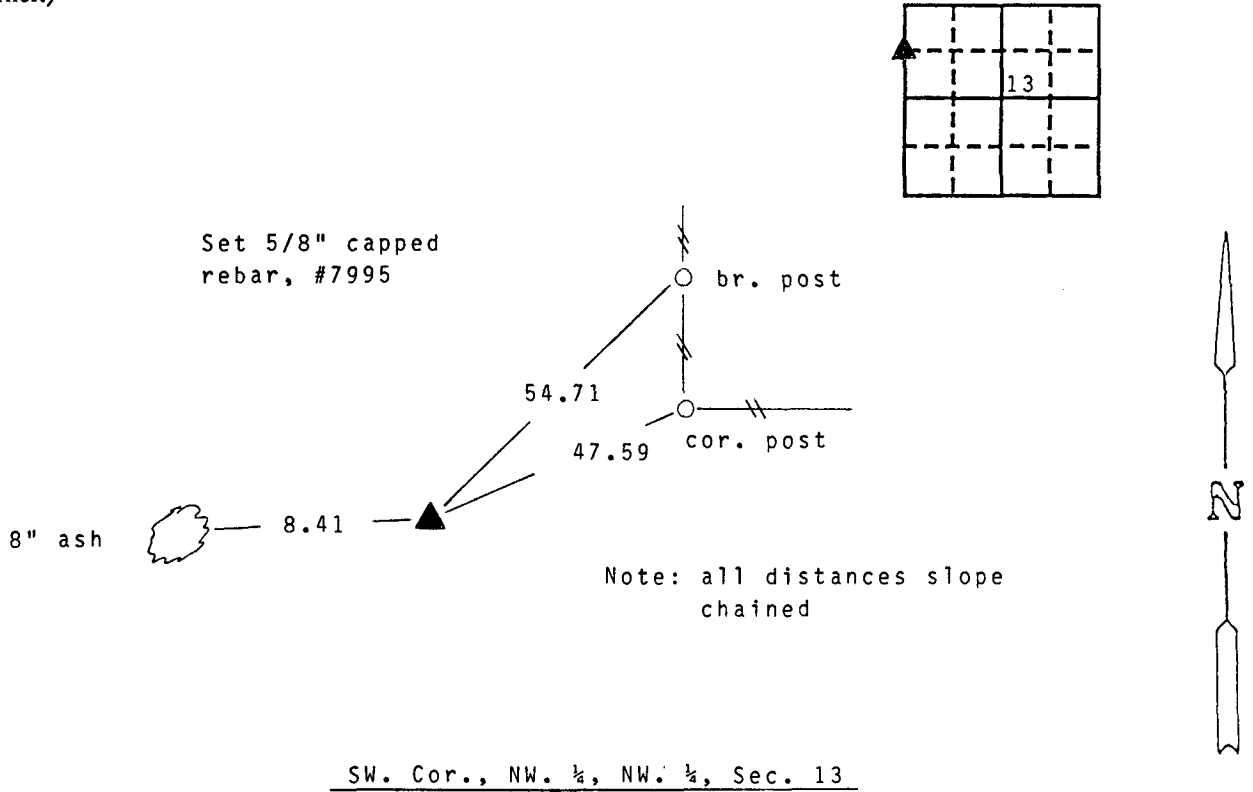 13
Set 5/8" capped
rebar, #7995
br. post
54.71
cor. post
47.59
8" ash
8.41
N
Note: all distances slope
chained
SW. Cor., NW. ¼, NW. ¼, Sec. 13